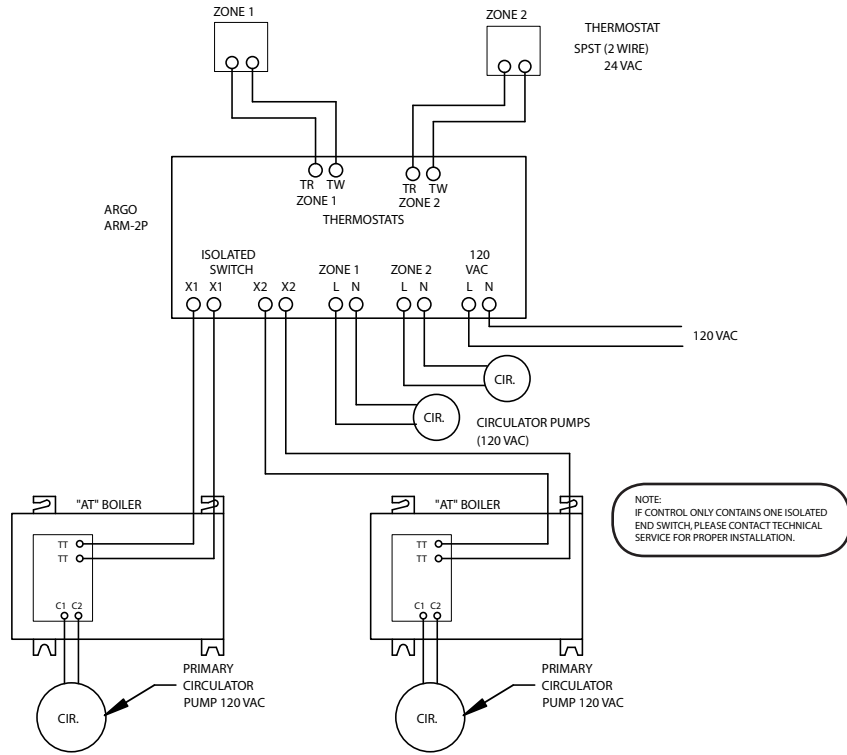 ZONE 1
ZONE 2
THERMOSTAT
SPST (2 WIRE)
24 VAC
TR TW
ZONE 1
TR TW
ZONE 2
THERMOSTATS
ARGO
ARM-2P
ISOLATED
SWITCH
X1 X1 X2 X2
ZONE 1
L N
ZONE 2
L N
120
VAC
L N
120 VAC
CIR.
CIR.
CIRCULATOR PUMPS
(120 VAC)
"AT" BOILER
TT
TT
C1 C2
CIR.
PRIMARY
CIRCULATOR
PUMP 120 VAC
"AT" BOILER
TT
TT
C1 C2
CIR.
PRIMARY
CIRCULATOR
PUMP 120 VAC
NOTE:
IF CONTROL ONLY CONTAINS ONE ISOLATED
END SWITCH, PLEASE CONTACT TECHNICAL
SERVICE FOR PROPER INSTALLATION.